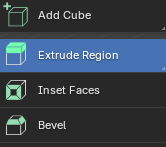 Add Cube
Extrude Region
Inset Faces
Bevel